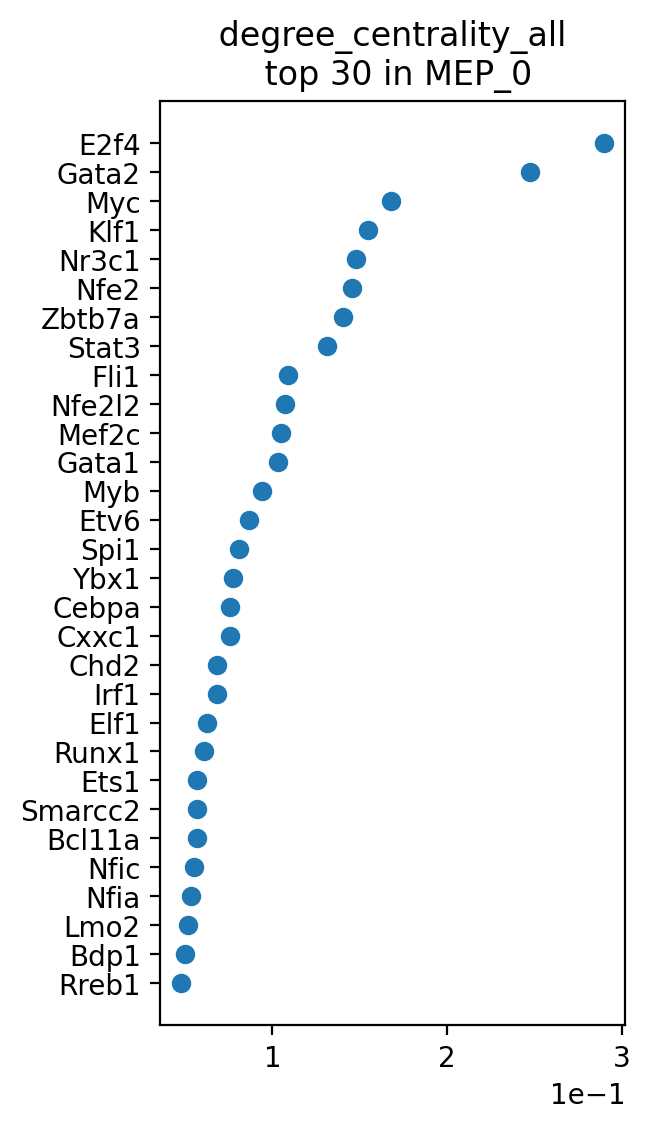 degree_centrality_all
top 30 in MEP_0
E2f4
Gata2
Myc
Klf1
Nr3c1
Nfe2
Zbtb7a
Stat3
Fli1
Nfe2l2
Mef2c
Gata1
Myb
Etv6
Spi1
Ybx1
Cebpa
Cxxc1
Chd2
Irf1
Elf1
Runx1
Ets1
Smarcc2
Bcl11a
Nfic
Nfia
Lmo2
Bdp1
Rreb1
1 2 3
1e−1